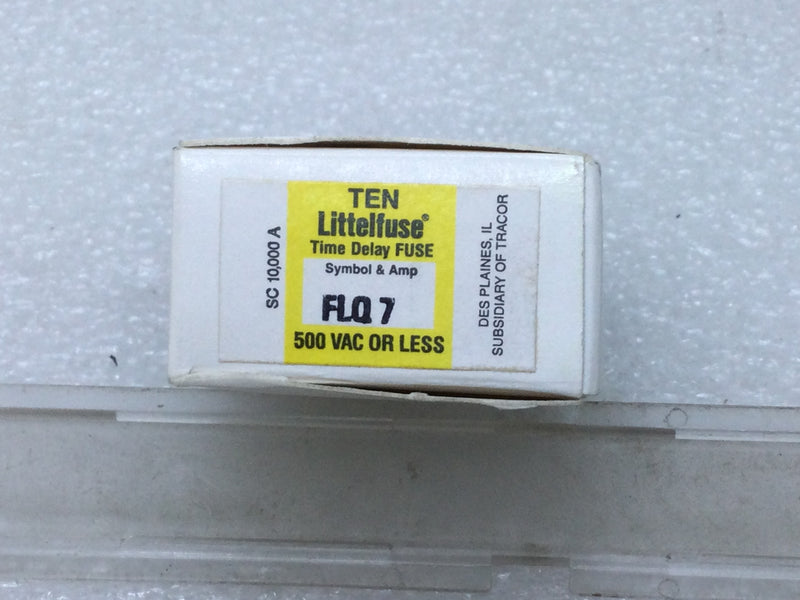 SC 10,000 A
TEN
Littelfuse®
Time Delay FUSE
Symbol & Amp
FLQ 7
500 VAC OR LESS
DES PLAINES, IL
SUBSIDIARY OF TRACOR